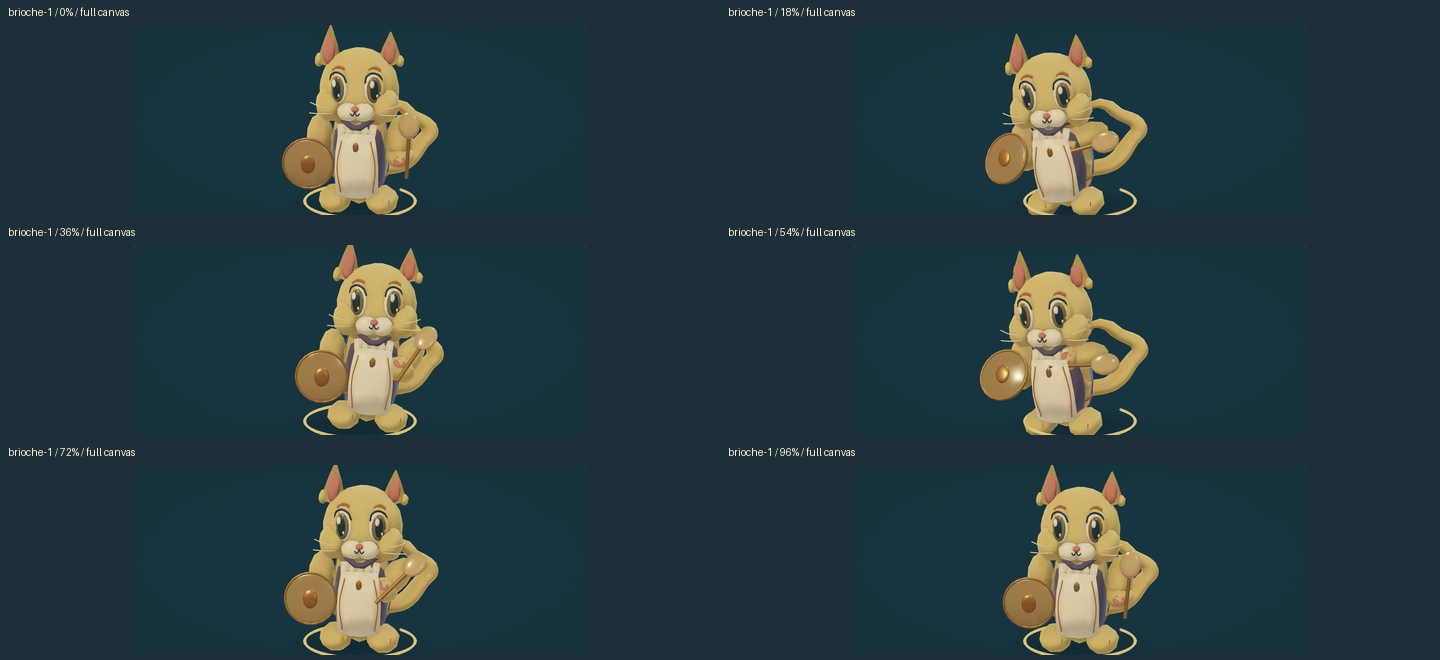 brioche-1 / 0% / full canvas
brioche-1 / 18% / full canvas
brioche-1 / 36% / full canvas
brioche-1 / 54% / full canvas
brioche-1 / 72% / full canvas
brioche-1 / 96% / full canvas